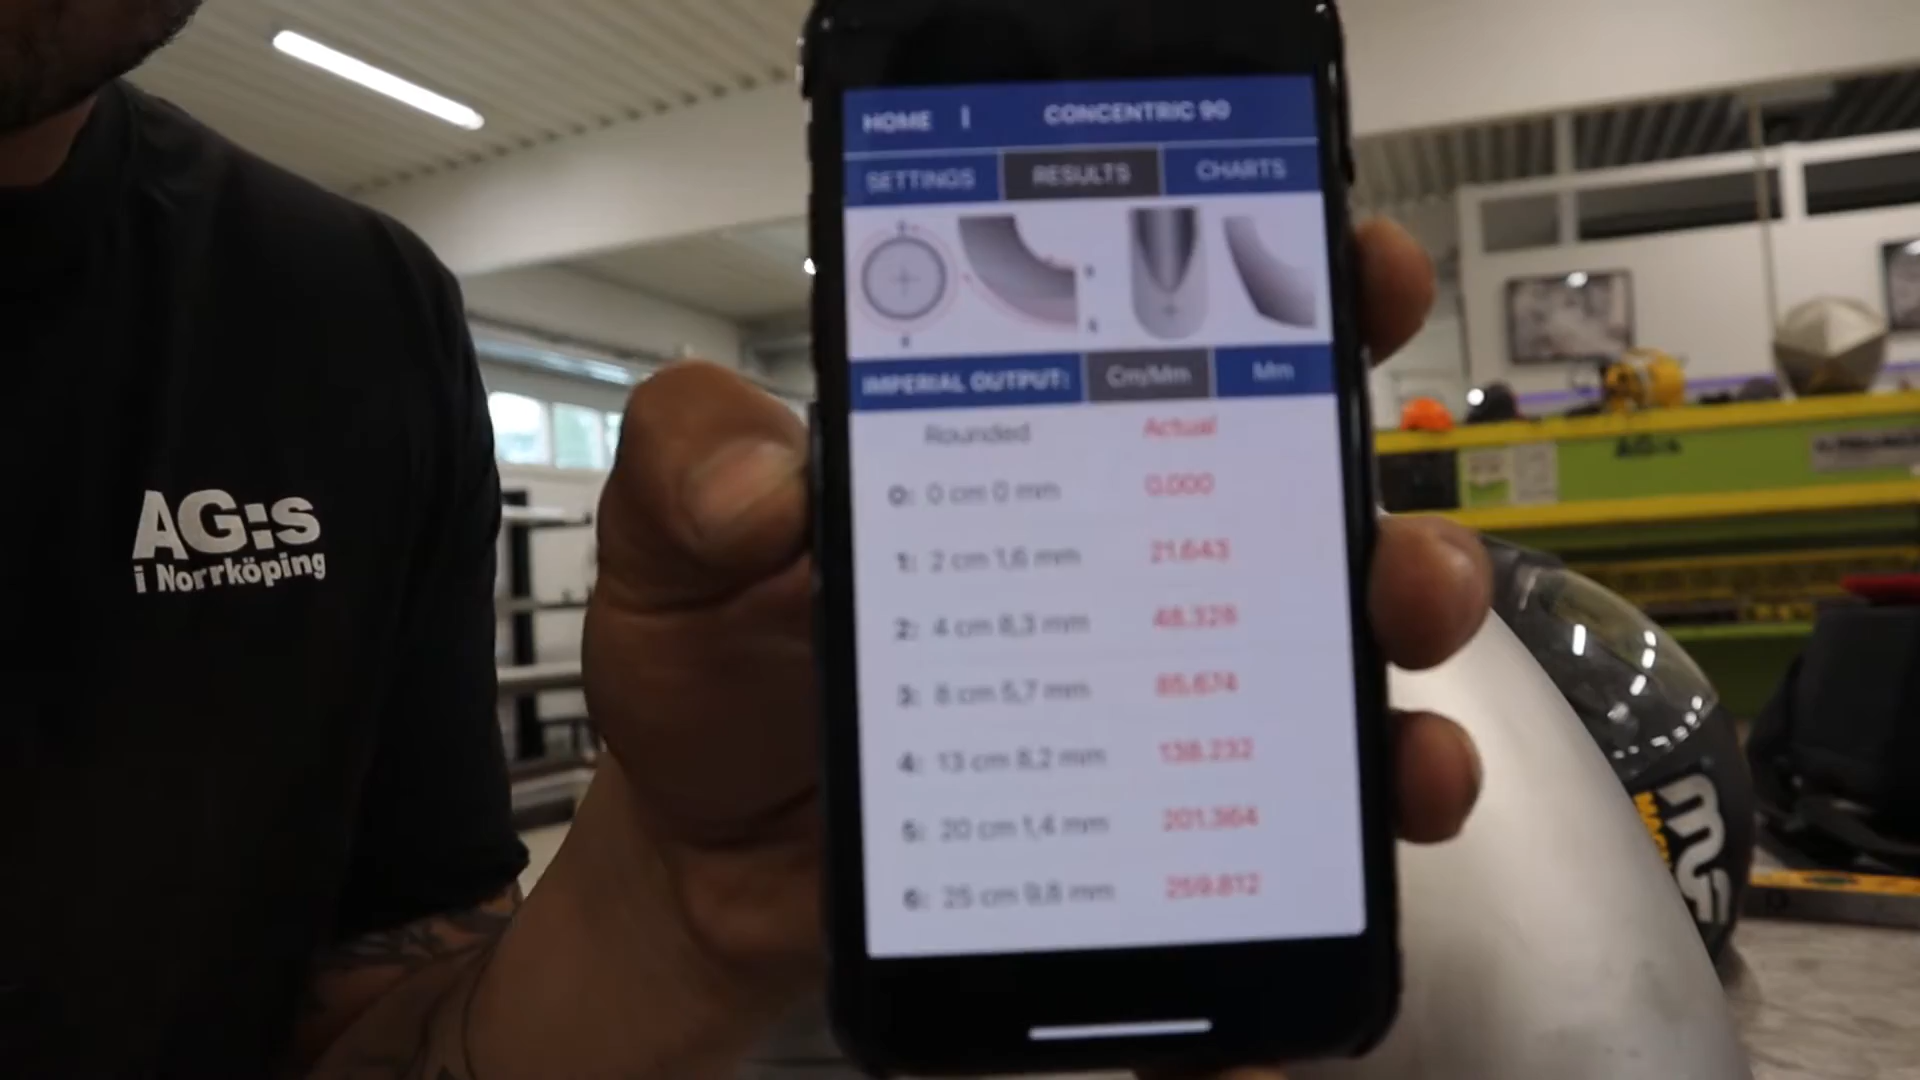 AG:s
i Norrköping
HOME | CONCENTRIC 90
SETTINGS RESULTS CHARTS
IMPERIAL OUTPUT: Cm/Mm Mm
Rounded Actual
0: 0 cm 0 mm 0.000
1: 2 cm 1,6 mm 21.643
2: 4 cm 8,3 mm 48.328
3: 8 cm 5,7 mm 85.674
4: 13 cm 8,2 mm 138.232
5: 20 cm 1,4 mm 201.364
6: 25 cm 9,8 mm 259.812